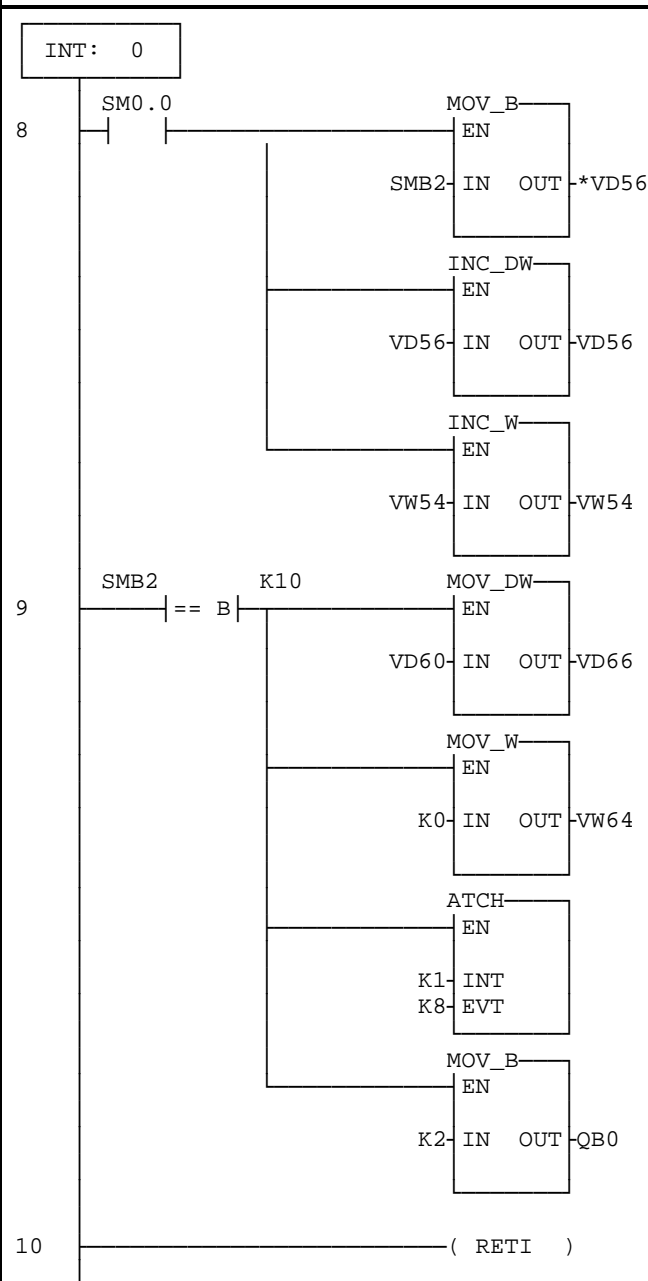 INT: 0
SM0.0 MOV_B
8 EN
SMB2 IN OUT *VD56
INC_DW
EN
VD56 IN OUT VD56
INC_W
EN
VW54 IN OUT VW54
SMB2 K10 MOV_DW
9 == B EN
VD60 IN OUT VD66
MOV_W
EN
K0 IN OUT VW64
ATCH
EN
K1 INT
K8 EVT
MOV_B
EN
K2 IN OUT QB0
10 ( RETI )